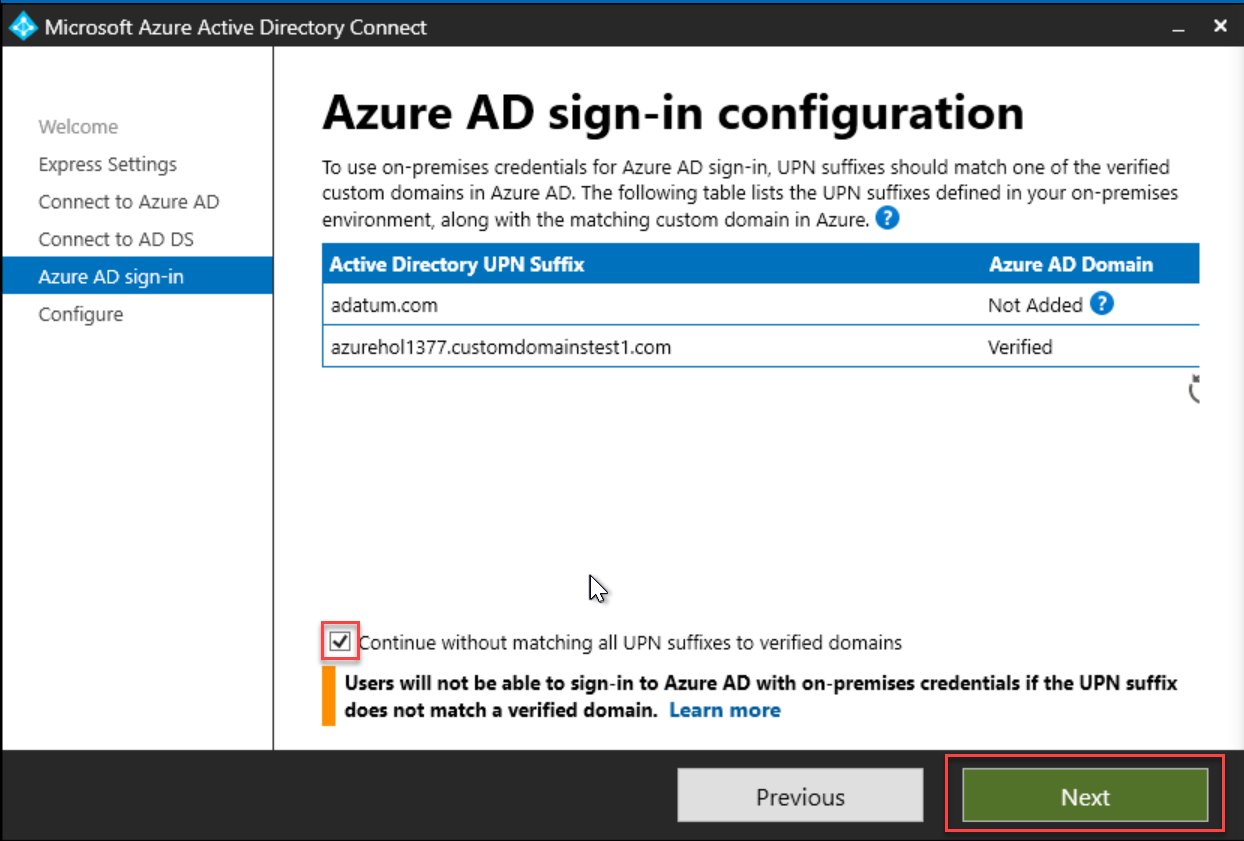 Microsoft Azure Active Directory Connect
Welcome
Express Settings
Connect to Azure AD
Connect to AD DS
Azure AD sign-in
Configure
Azure AD sign-in configuration
To use on-premises credentials for Azure AD sign-in, UPN suffixes should match one of the verified
custom domains in Azure AD. The following table lists the UPN suffixes defined in your on-premises
environment, along with the matching custom domain in Azure. ?
Active Directory UPN Suffix Azure AD Domain
adatum.com Not Added ?
azurehol1377.customdomainstest1.com Verified
Continue without matching all UPN suffixes to verified domains
Users will not be able to sign-in to Azure AD with on-premises credentials if the UPN suffix
does not match a verified domain. Learn more
Previous Next